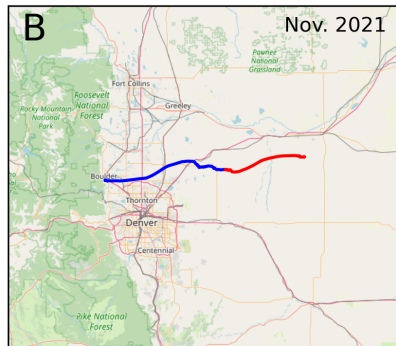 B
Nov. 2021
Pawnee
National
Grassland
Fort Collins
Roosevelt
National
Forest
Greeley
Rocky Mountain
National
Park
Boulder
Thornton
Denver
Centennial
Pike National
Forest